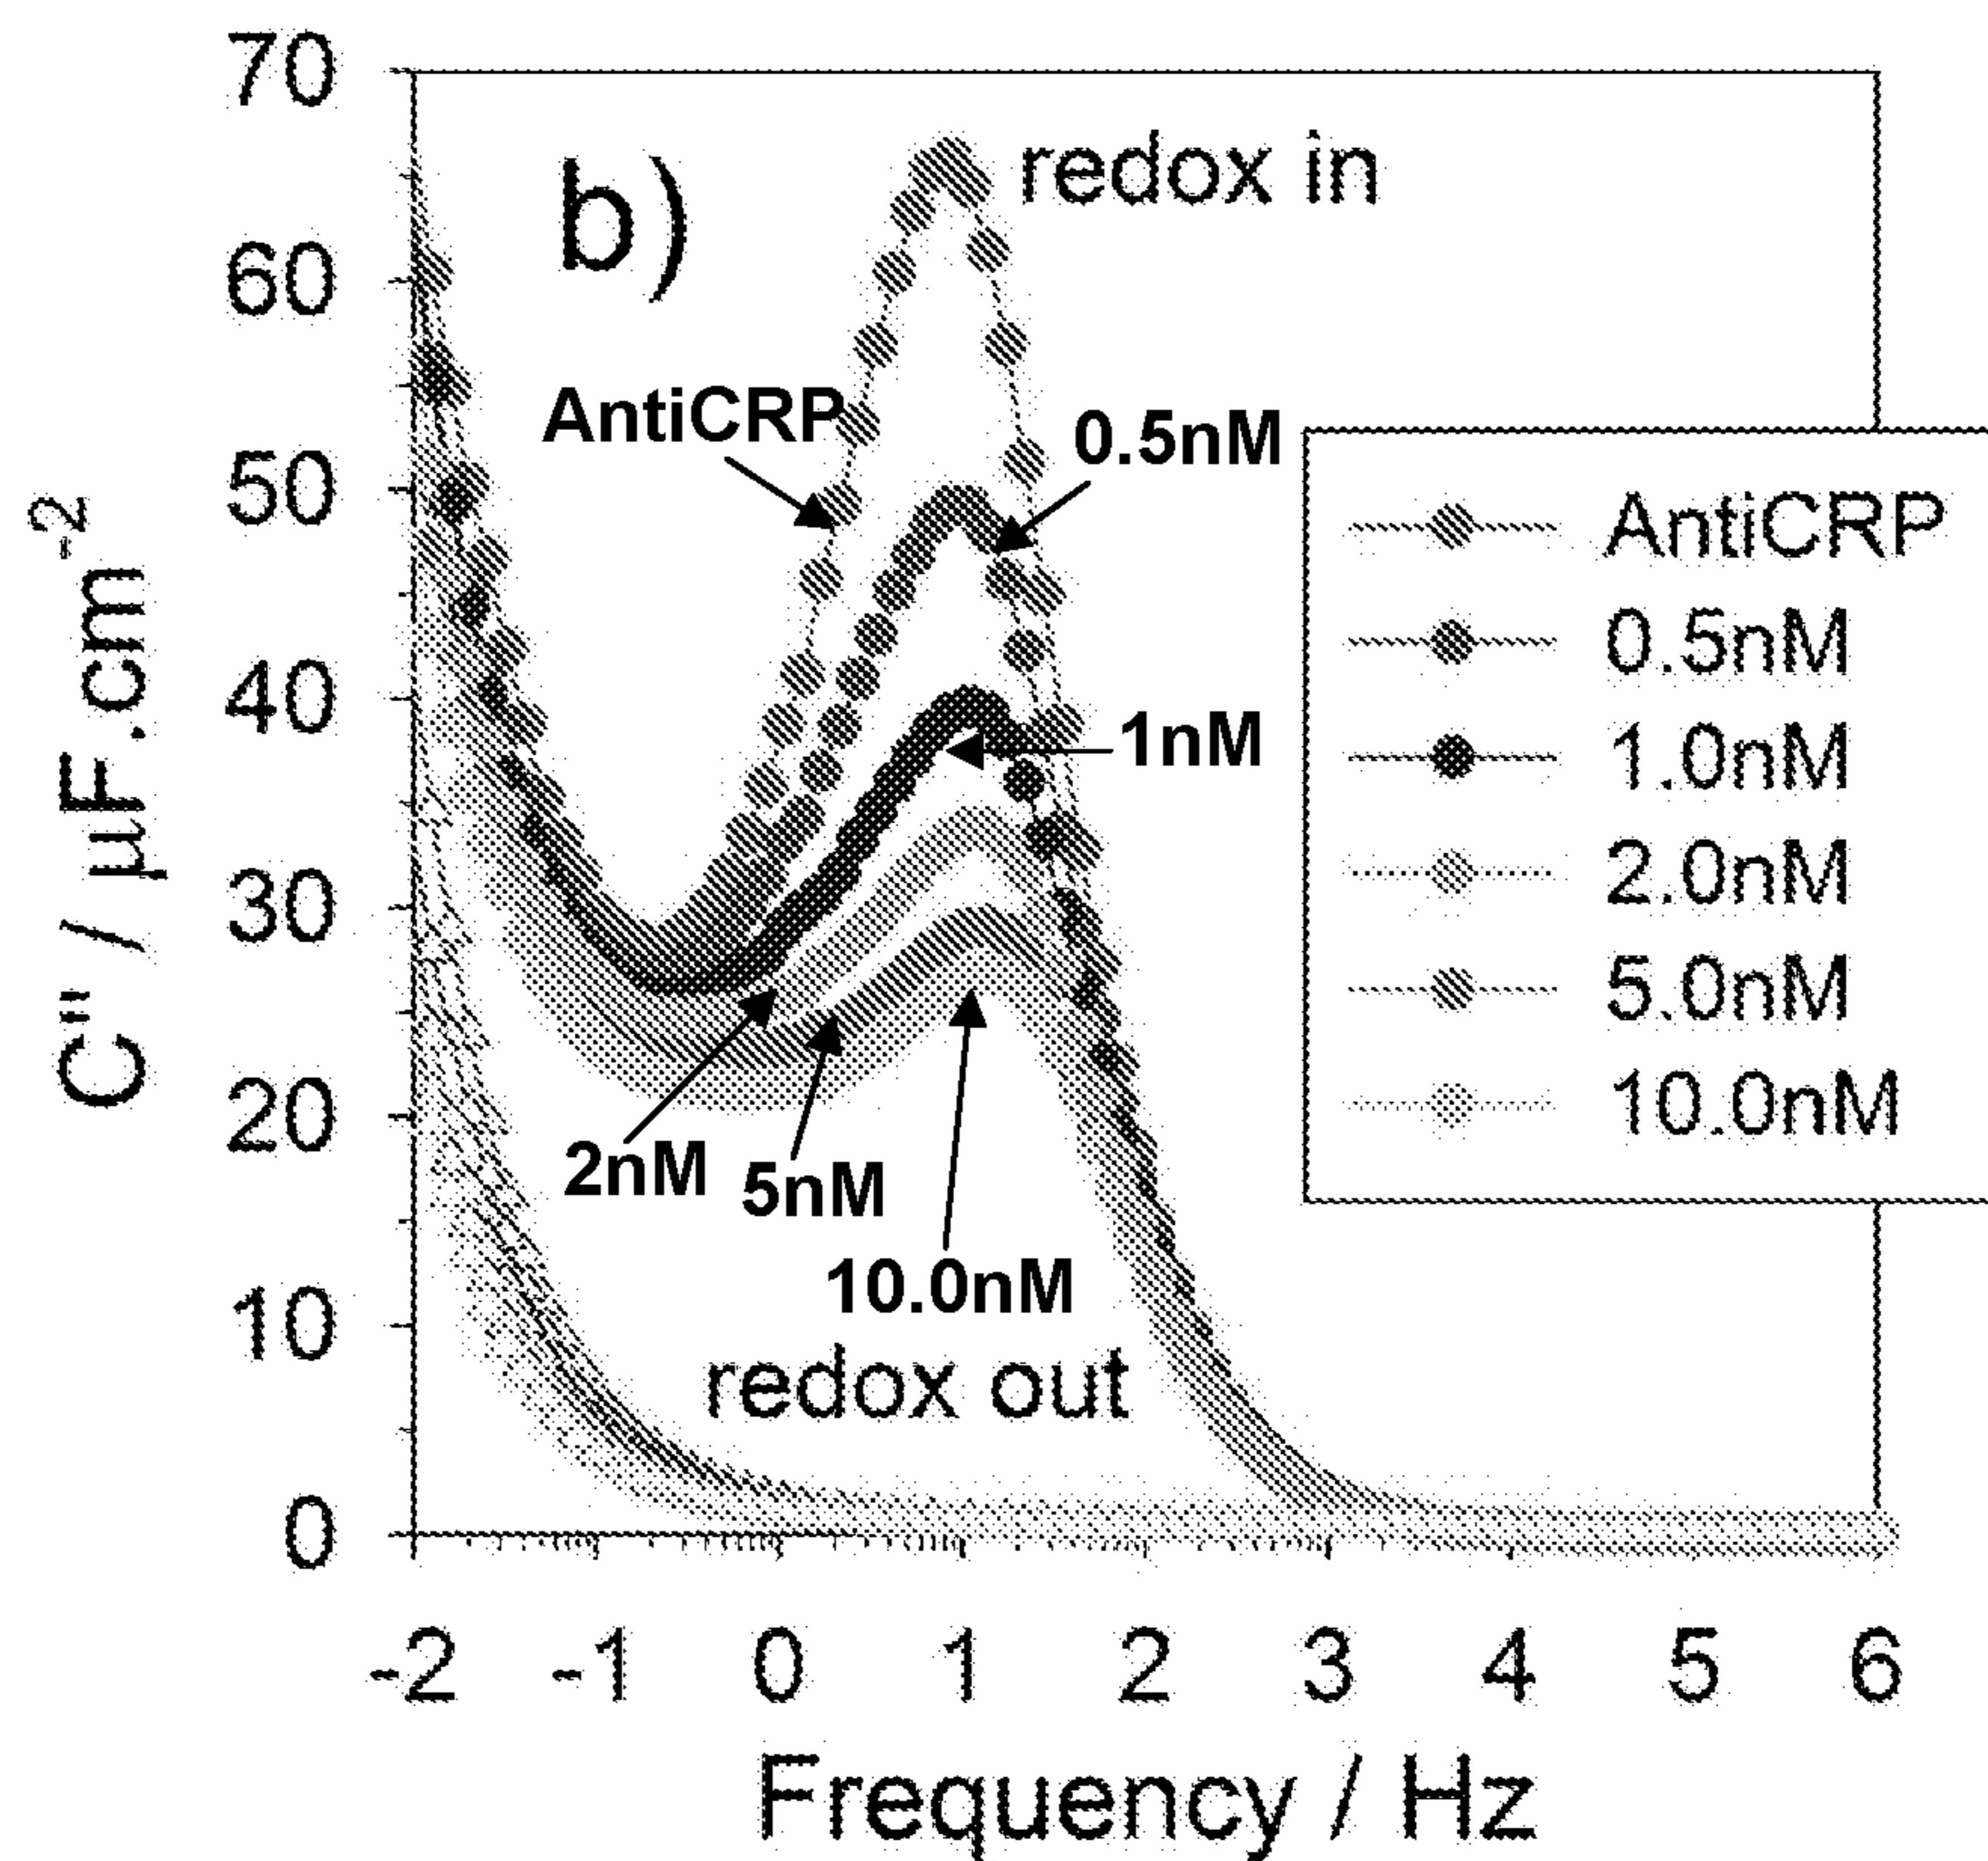 70
60
50
40
30
20
10
0
C'' / µF.cm⁻²
b)
redox in
AntiCRP
0.5nM
1nM
2nM
5nM
10.0nM
redox out
AntiCRP
0.5nM
1.0nM
2.0nM
5.0nM
10.0nM
-2 -1 0 1 2 3 4 5 6
Frequency / Hz